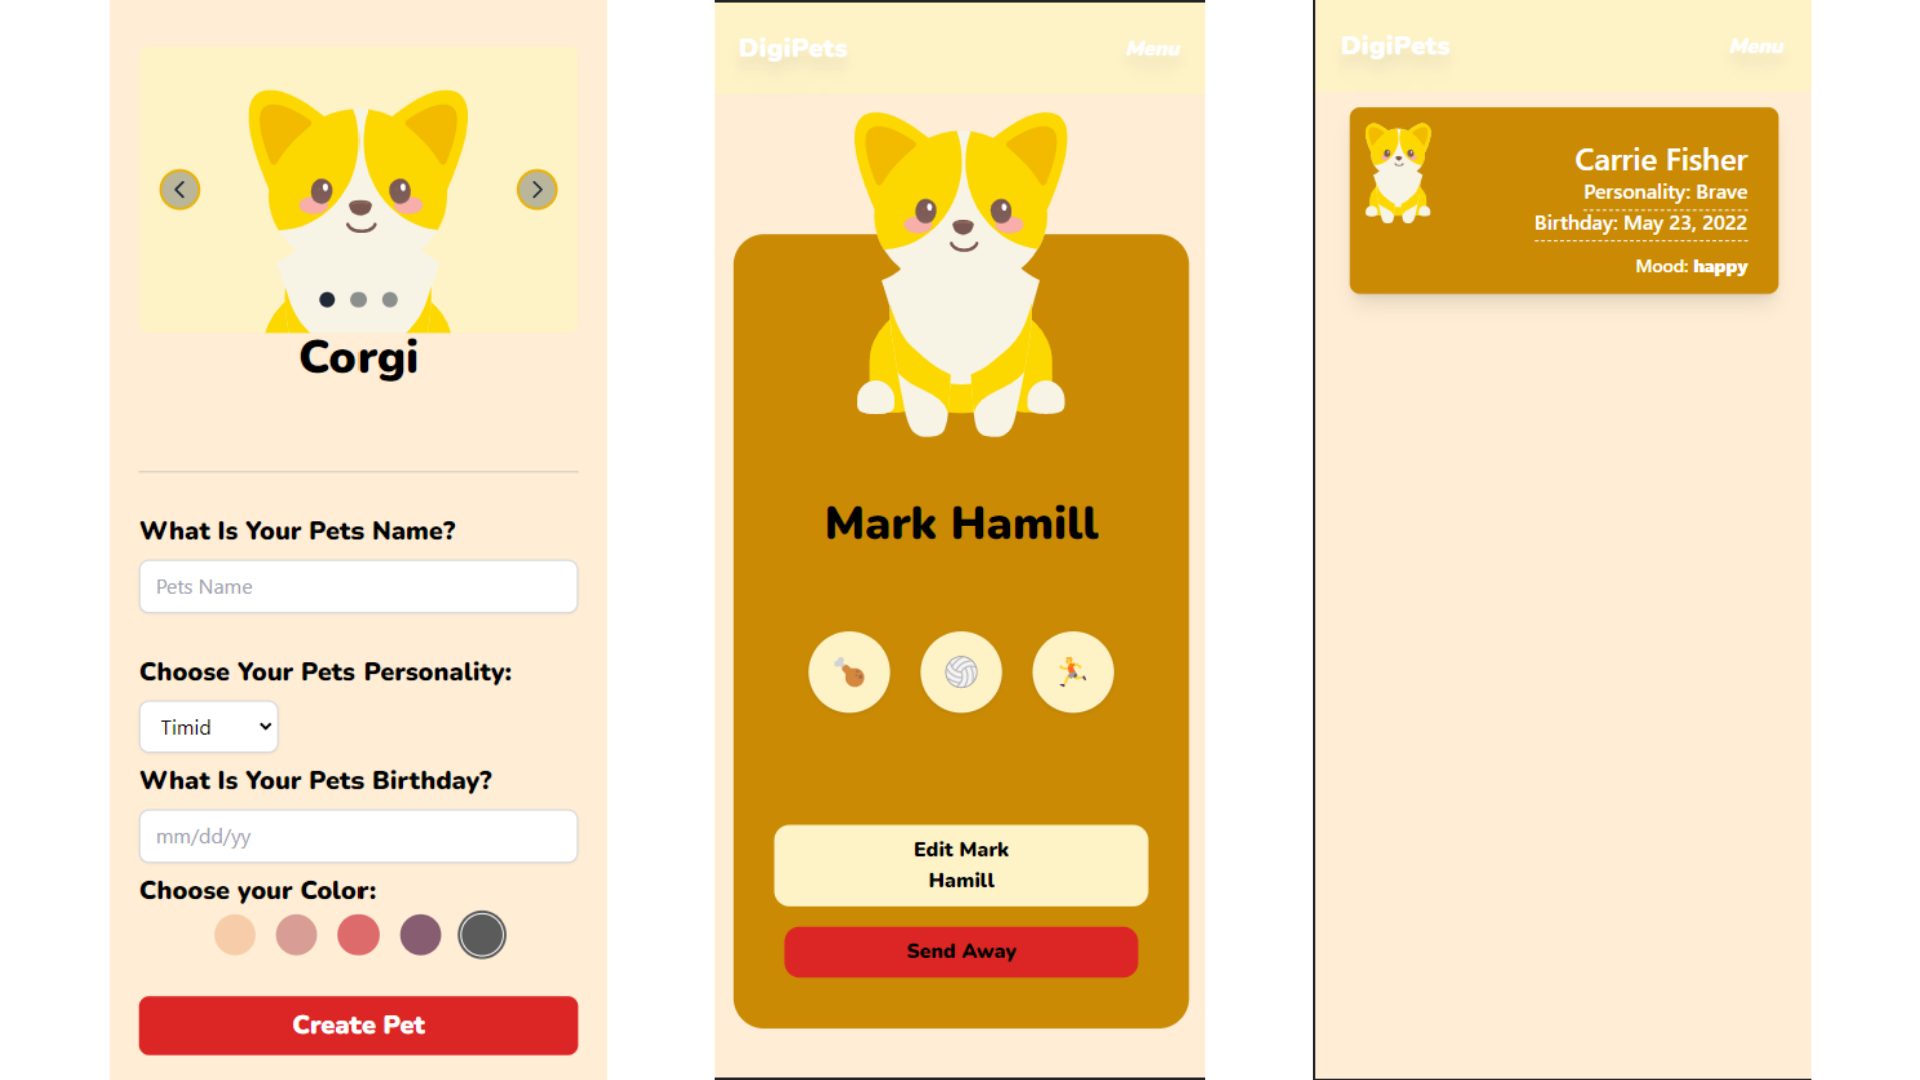 Corgi
What Is Your Pets Name?
Pets Name
Choose Your Pets Personality:
Timid
What Is Your Pets Birthday?
mm/dd/yy
Choose your Color:
Create Pet
DigiPets
Menu
Mark Hamill
Edit Mark
Hamill
Send Away
DigiPets
Menu
Carrie Fisher
Personality: Brave
Birthday: May 23, 2022
Mood: happy